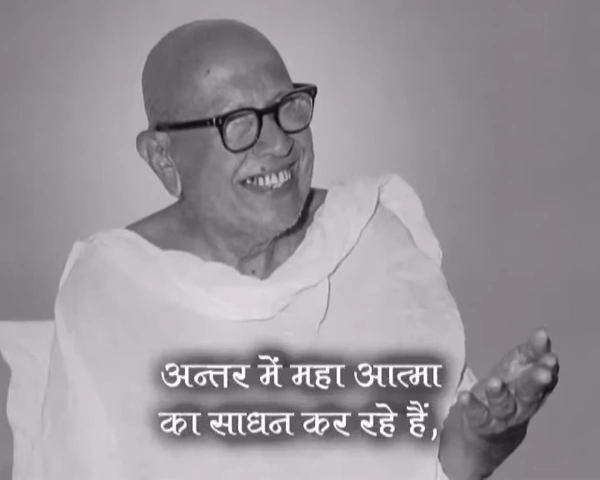 अन्तर में महा आत्मा
का साधन कर रहे हैं,